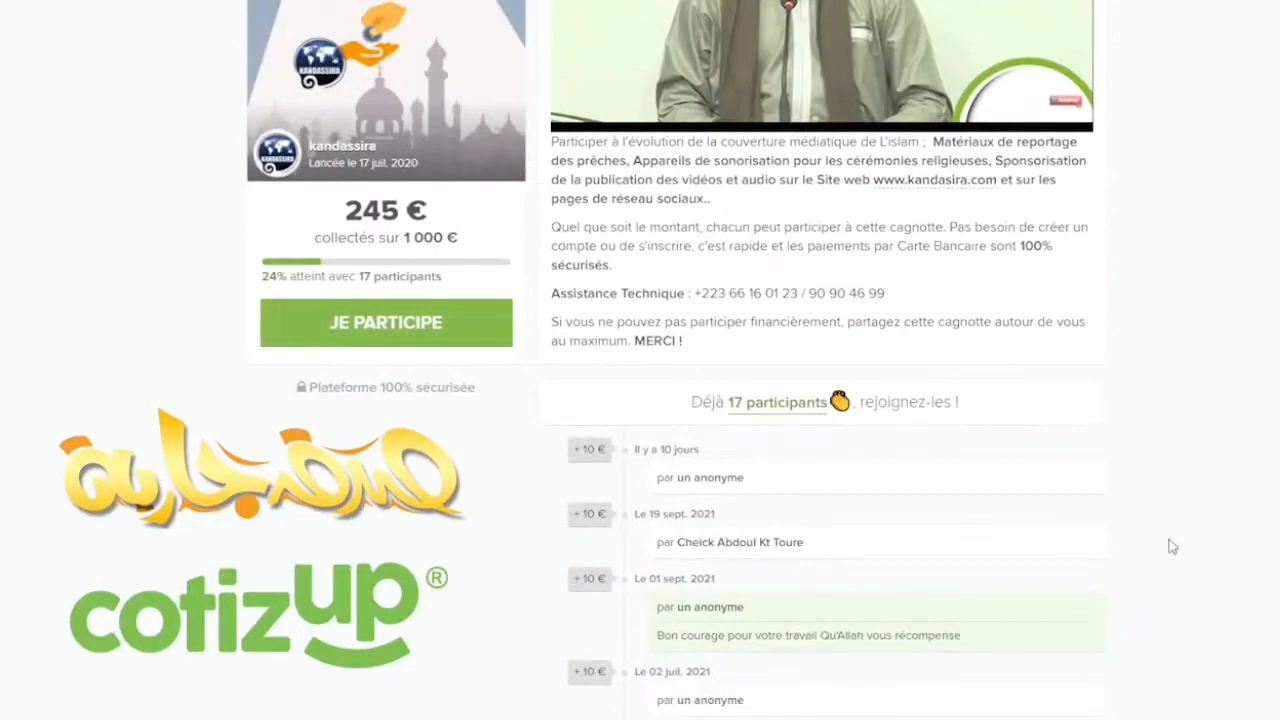 KANDASSIRA
KANDASSIRA
kandassira
Lancée le 17 juil. 2020
245 €
collectés sur 1 000 €
24% atteint avec 17 participants
JE PARTICIPE
Plateforme 100% sécurisée
صدقة جارية
cotizup®
Participer à l'évolution de la couverture médiatique de L'islam ; Matériaux de reportage
des prêches, Appareils de sonorisation pour les cérémonies religieuses, Sponsorisation
de la publication des vidéos et audio sur le Site web www.kandasira.com et sur les
pages de réseau sociaux..
Quel que soit le montant, chacun peut participer à cette cagnotte. Pas besoin de créer un
compte ou de s'inscrire, c'est rapide et les paiements par Carte Bancaire sont 100%
sécurisés.
Assistance Technique : +223 66 16 01 23 / 90 90 46 99
Si vous ne pouvez pas participer financièrement, partagez cette cagnotte autour de vous
au maximum. MERCI !
Déjà 17 participants , rejoignez-les !
+ 10 € Il y a 10 jours
par un anonyme
+ 10 € Le 19 sept. 2021
par Cheick Abdoul Kt Toure
+ 10 € Le 01 sept. 2021
par un anonyme
Bon courage pour votre travail Qu'Allah vous récompense
+ 10 € Le 02 juil. 2021
par un anonyme